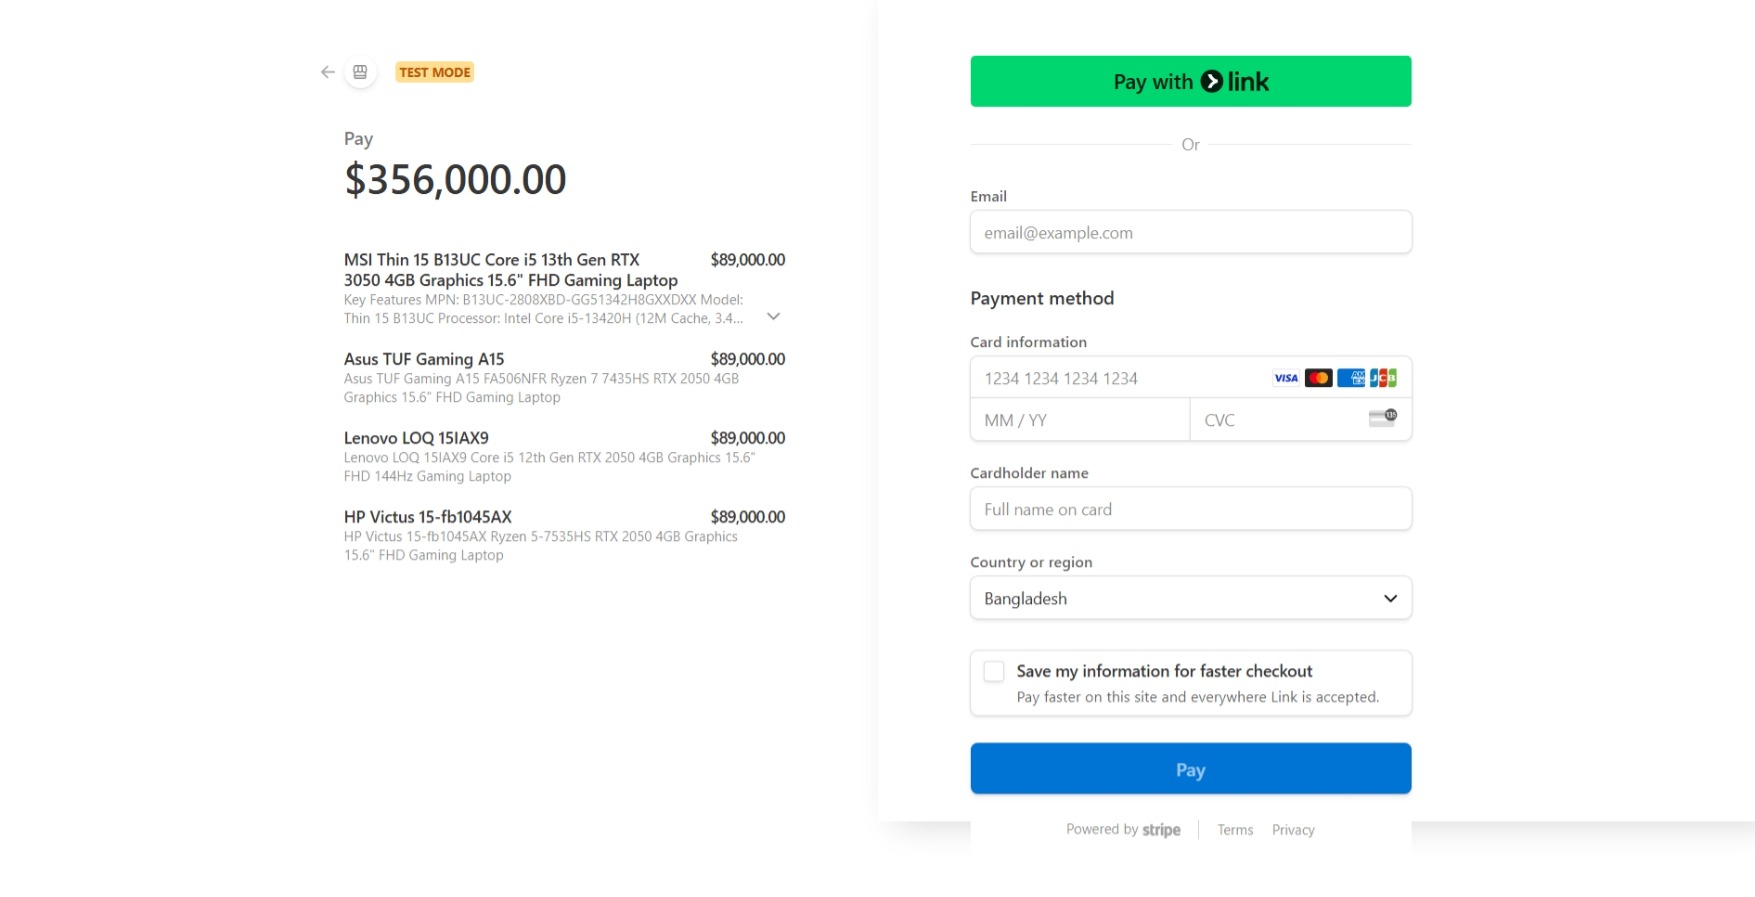 TEST MODE
Pay
$356,000.00
MSI Thin 15 B13UC Core i5 13th Gen RTX $89,000.00
3050 4GB Graphics 15.6" FHD Gaming Laptop
Key Features MPN: B13UC-2808XBD-GG51342H8GXXDXX Model:
Thin 15 B13UC Processor: Intel Core i5-13420H (12M Cache, 3.4...
Asus TUF Gaming A15 $89,000.00
Asus TUF Gaming A15 FA506NFR Ryzen 7 7435HS RTX 2050 4GB
Graphics 15.6" FHD Gaming Laptop
Lenovo LOQ 15IAX9 $89,000.00
Lenovo LOQ 15IAX9 Core i5 12th Gen RTX 2050 4GB Graphics 15.6"
FHD 144Hz Gaming Laptop
HP Victus 15-fb1045AX $89,000.00
HP Victus 15-fb1045AX Ryzen 5-7535HS RTX 2050 4GB Graphics
15.6" FHD Gaming Laptop
Pay with link
Or
Email
email@example.com
Payment method
Card information
1234 1234 1234 1234 VISA AMEX JCB
MM / YY CVC 135
Cardholder name
Full name on card
Country or region
Bangladesh
Save my information for faster checkout
Pay faster on this site and everywhere Link is accepted.
Pay
Powered by stripe Terms Privacy